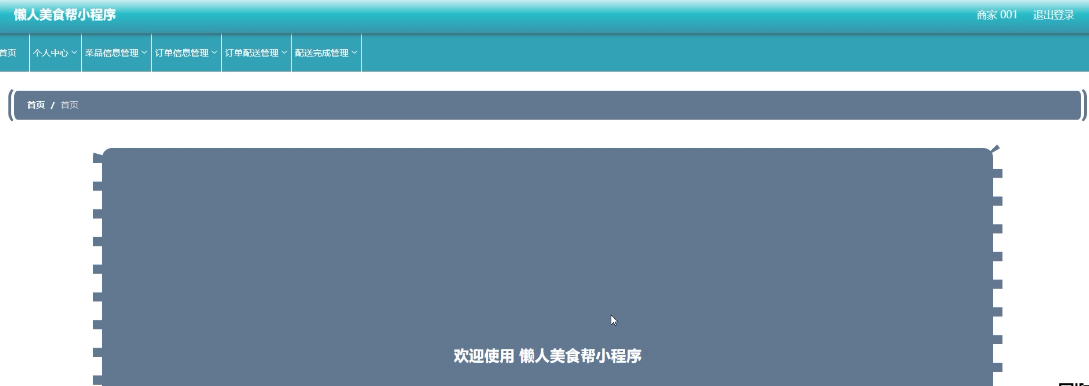 懒人美食帮小程序
商家 001 退出登录
首页 个人中心 菜品信息管理 订单信息管理 订单配送管理 配送完成管理
首页 / 首页
欢迎使用 懒人美食帮小程序